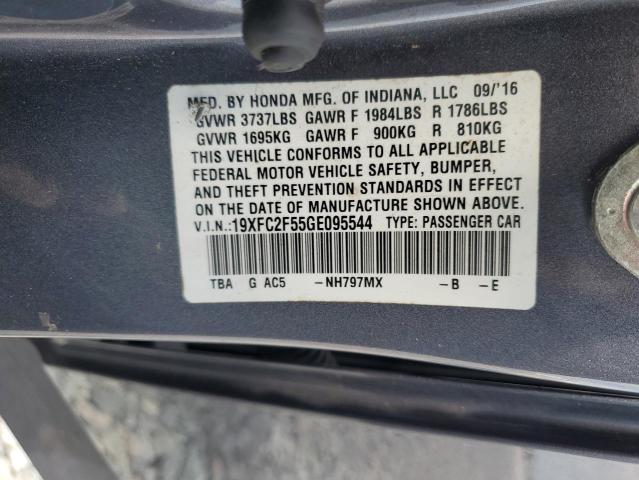 MFD. BY HONDA MFG. OF INDIANA, LLC 09/'16
GVWR 3737LBS GAWR F 1984LBS R 1786LBS
GVWR 1695KG GAWR F 900KG R 810KG
THIS VEHICLE CONFORMS TO ALL APPLICABLE
FEDERAL MOTOR VEHICLE SAFETY, BUMPER,
AND THEFT PREVENTION STANDARDS IN EFFECT
ON THE DATE OF MANUFACTURE SHOWN ABOVE.
V.I.N.:19XFC2F55GE095544 TYPE: PASSENGER CAR
TBA G AC5 -NH797MX -B -E